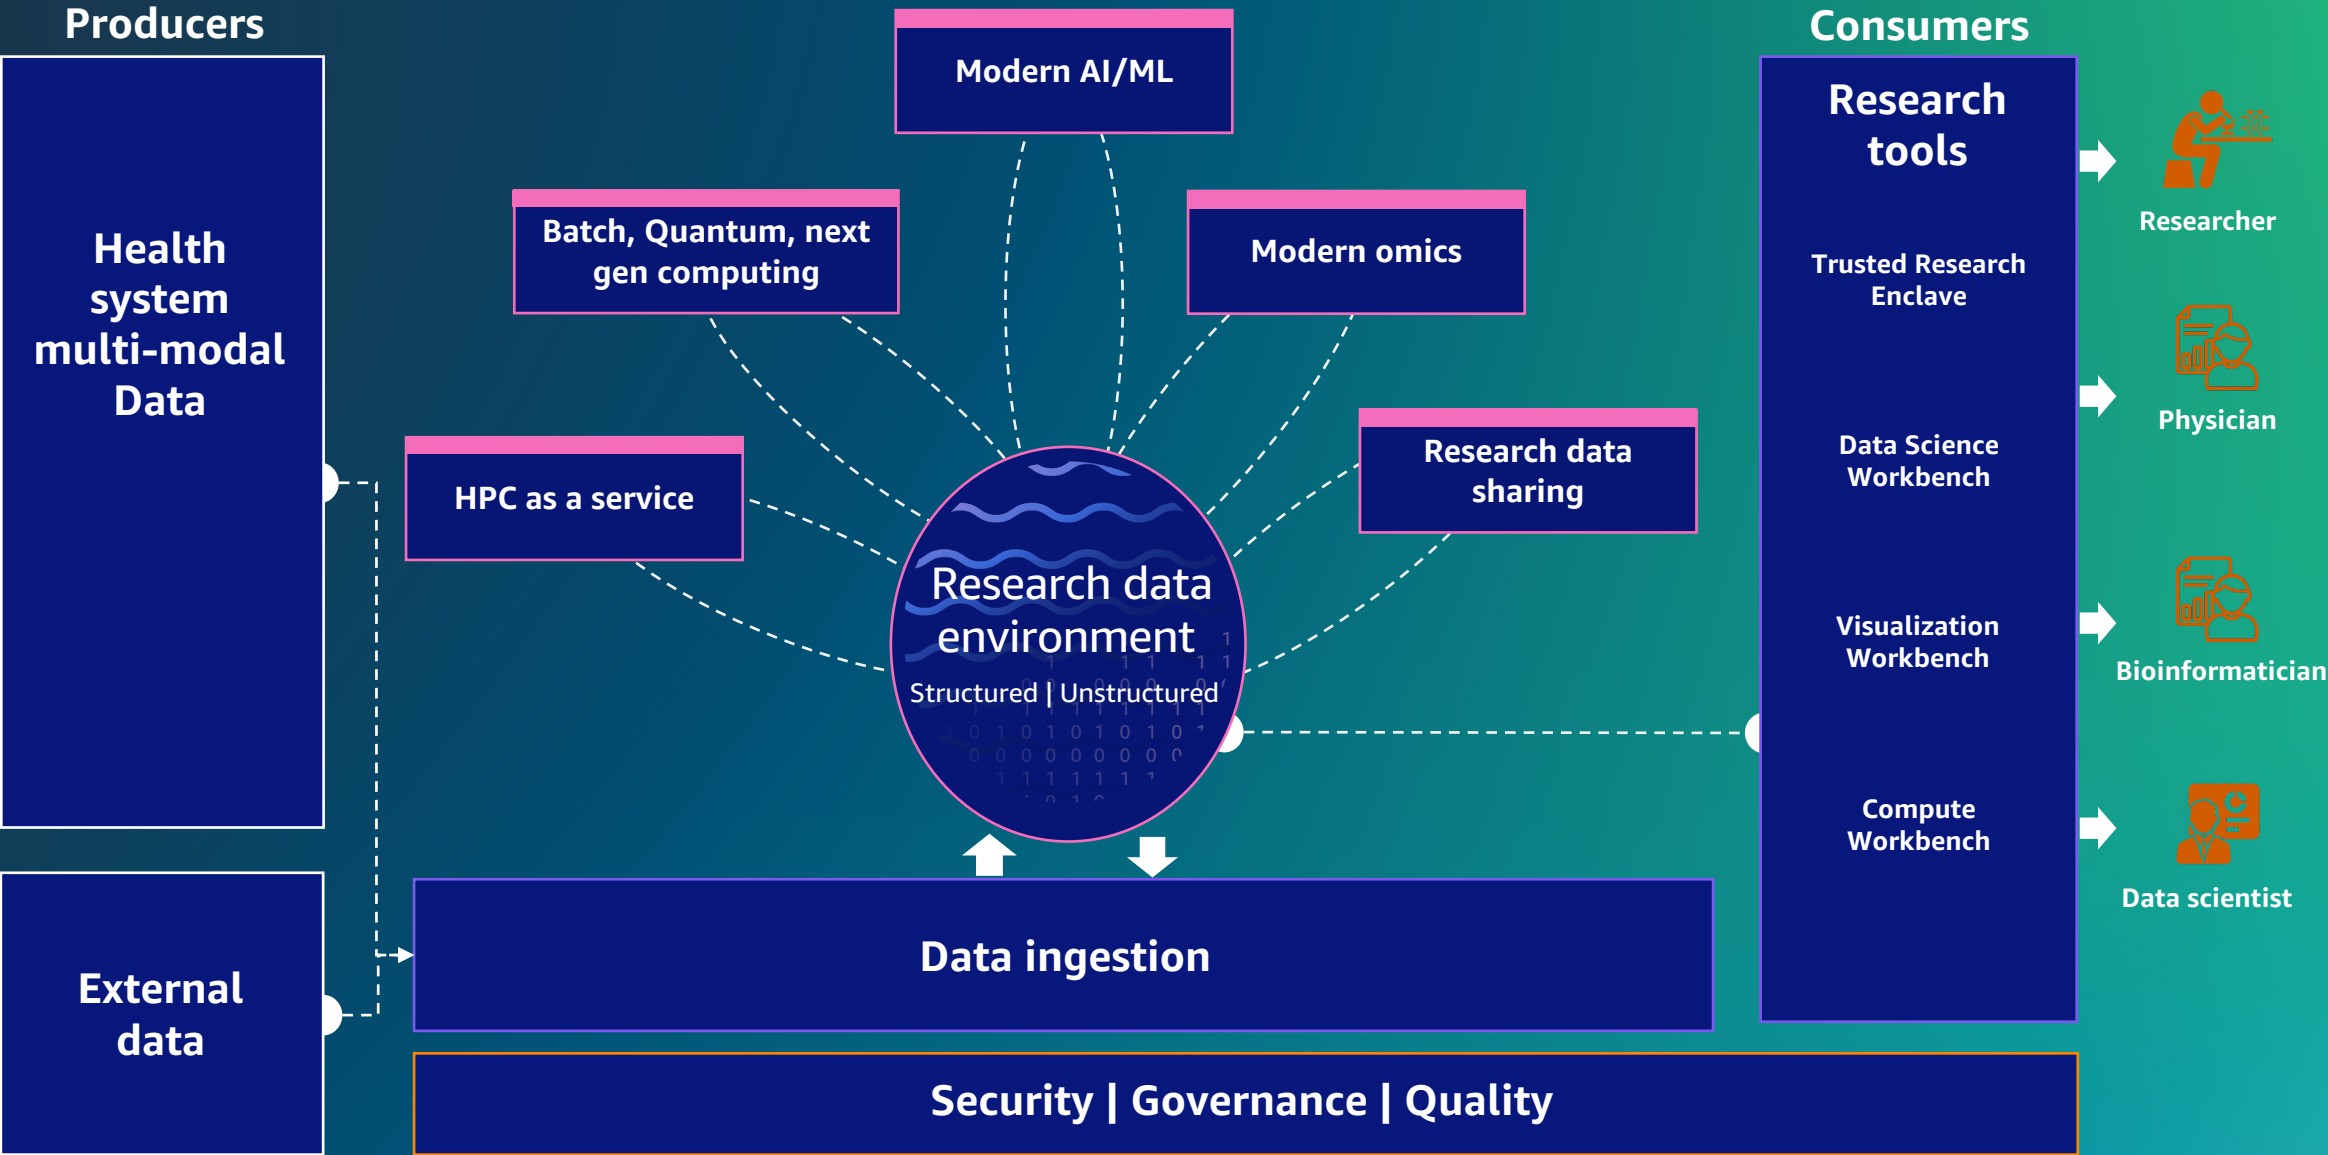 Producers
Health
system
multi-modal
Data
External
data
Modern AI/ML
Batch, Quantum, next
gen computing
Modern omics
HPC as a service
Research data
sharing
Research data
environment
Structured | Unstructured
Data ingestion
Security | Governance | Quality
Consumers
Research
tools
Trusted Research
Enclave
Data Science
Workbench
Visualization
Workbench
Compute
Workbench
Researcher
Physician
Bioinformatician
Data scientist